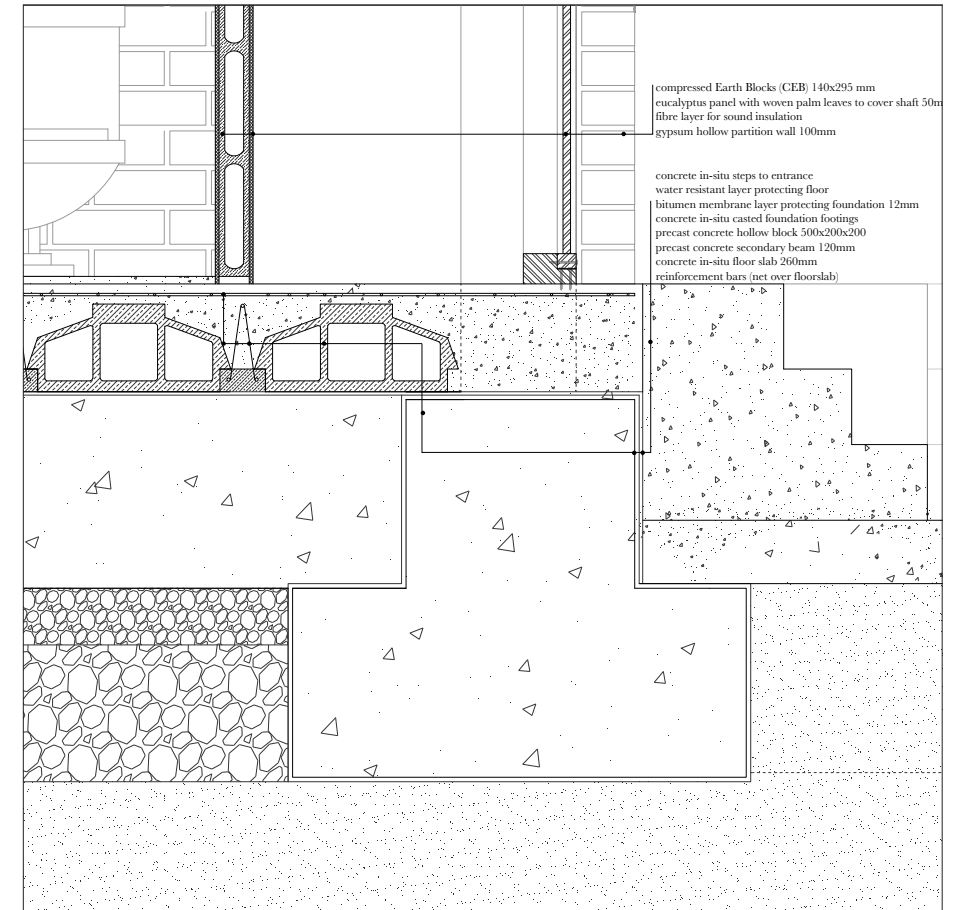 compressed Earth Blocks (CEB) 140x295 mm
eucalyptus panel with woven palm leaves to cover shaft 50m
fibre layer for sound insulation
gypsum hollow partition wall 100mm
concrete in-situ steps to entrance
water resistant layer protecting floor
bitumen membrane layer protecting foundation 12mm
concrete in-situ casted foundation footings
precast concrete hollow block 500x200x200
precast concrete secondary beam 120mm
concrete in-situ floor slab 260mm
reinforcement bars (net over floorslab)